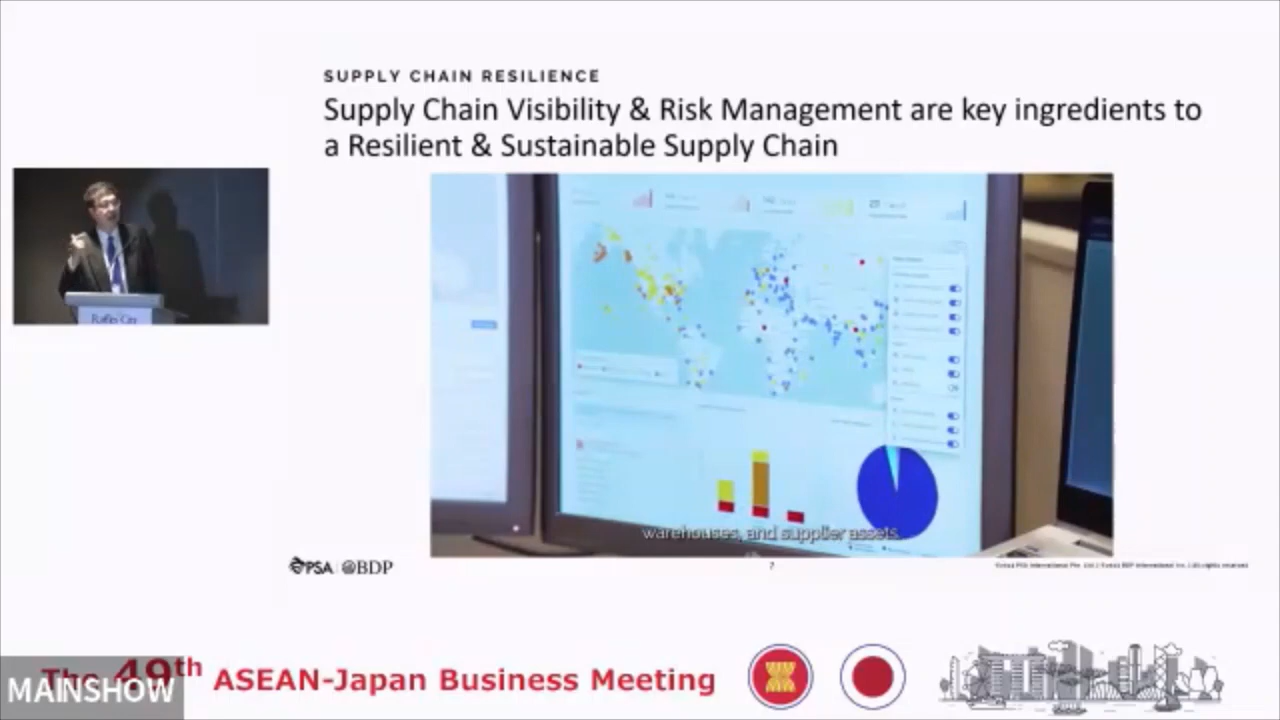 SUPPLY CHAIN RESILIENCE
Supply Chain Visibility & Risk Management are key ingredients to
a Resilient & Sustainable Supply Chain
Raffles City
warehouses, and supplier assets.
PSA BDP
7
The 49th ASEAN-Japan Business Meeting
MAINSHOW